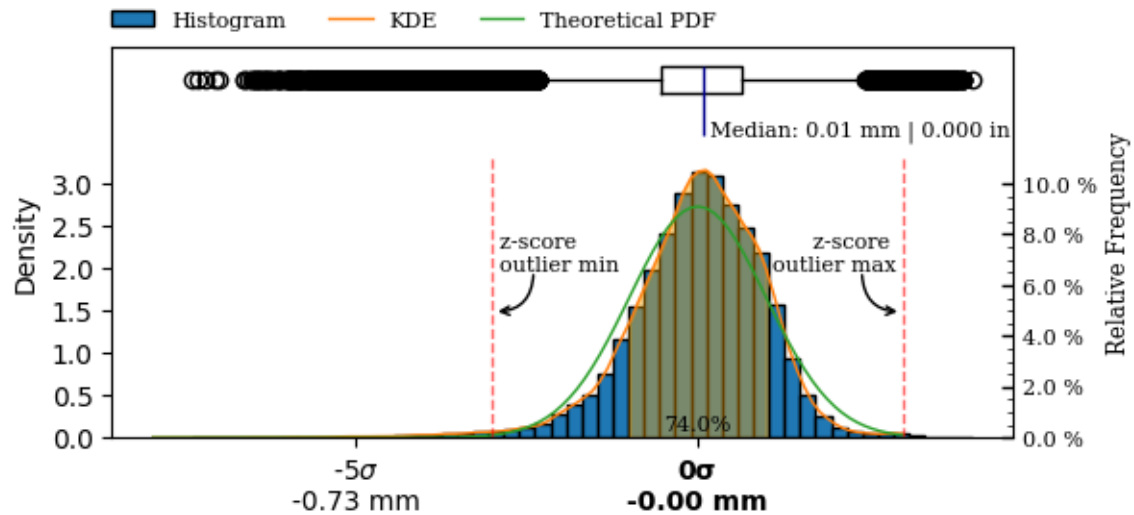 Histogram KDE Theoretical PDF
Median: 0.01 mm | 0.000 in
Density
3.0
2.5
2.0
1.5
1.0
0.5
0.0
z-score
outlier min
z-score
outlier max
74.0%
10.0 %
8.0 %
6.0 %
4.0 %
2.0 %
0.0 %
Relative Frequency
-5σ
-0.73 mm
0σ
-0.00 mm